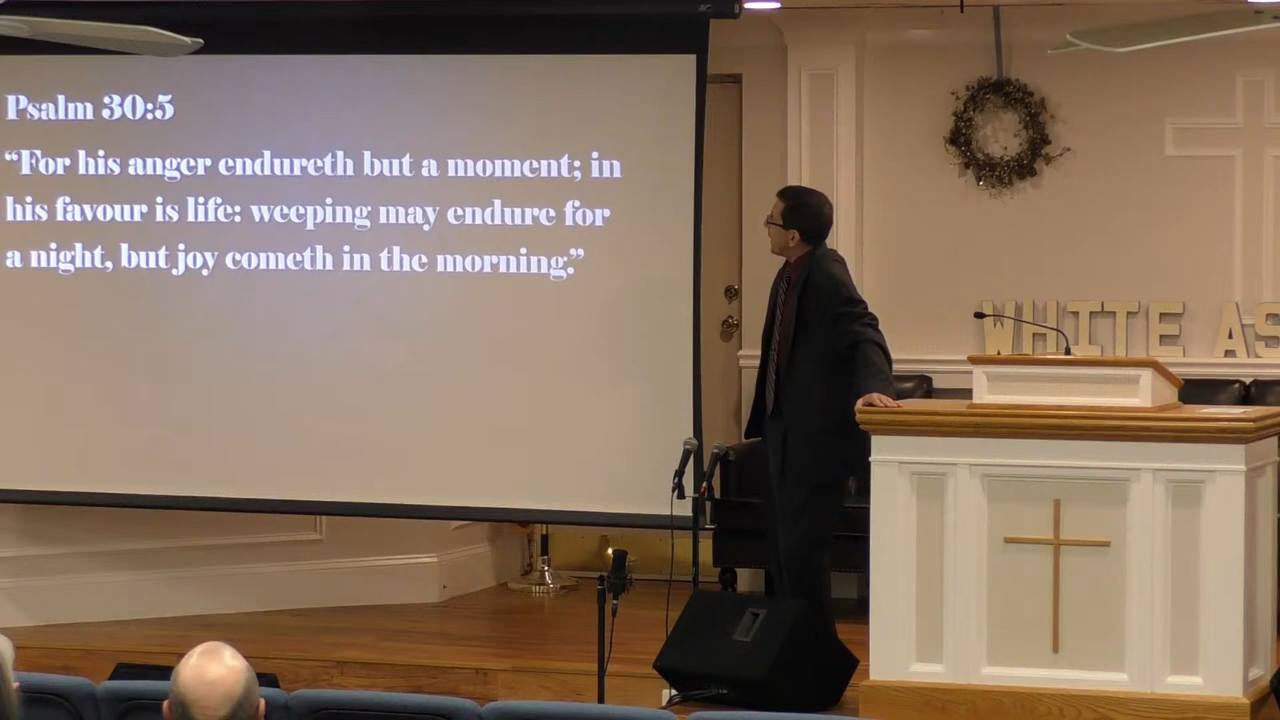 Psalm 30:5
“For his anger endureth but a moment; in
his favour is life: weeping may endure for
a night, but joy cometh in the morning.”
WHITE AS